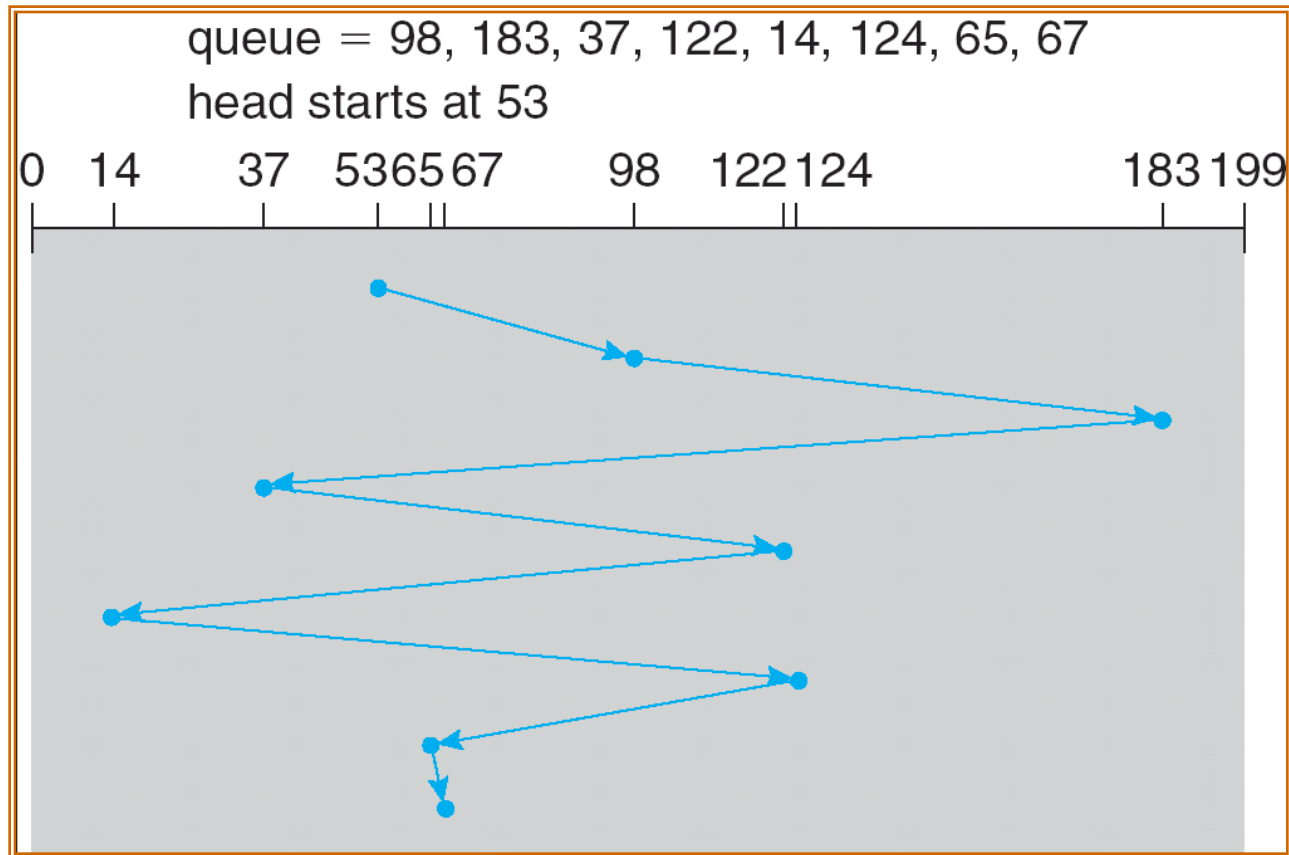 queue = 98, 183, 37, 122, 14, 124, 65, 67
head starts at 53
0 14 37 53 65 67 98 122 124 183 199